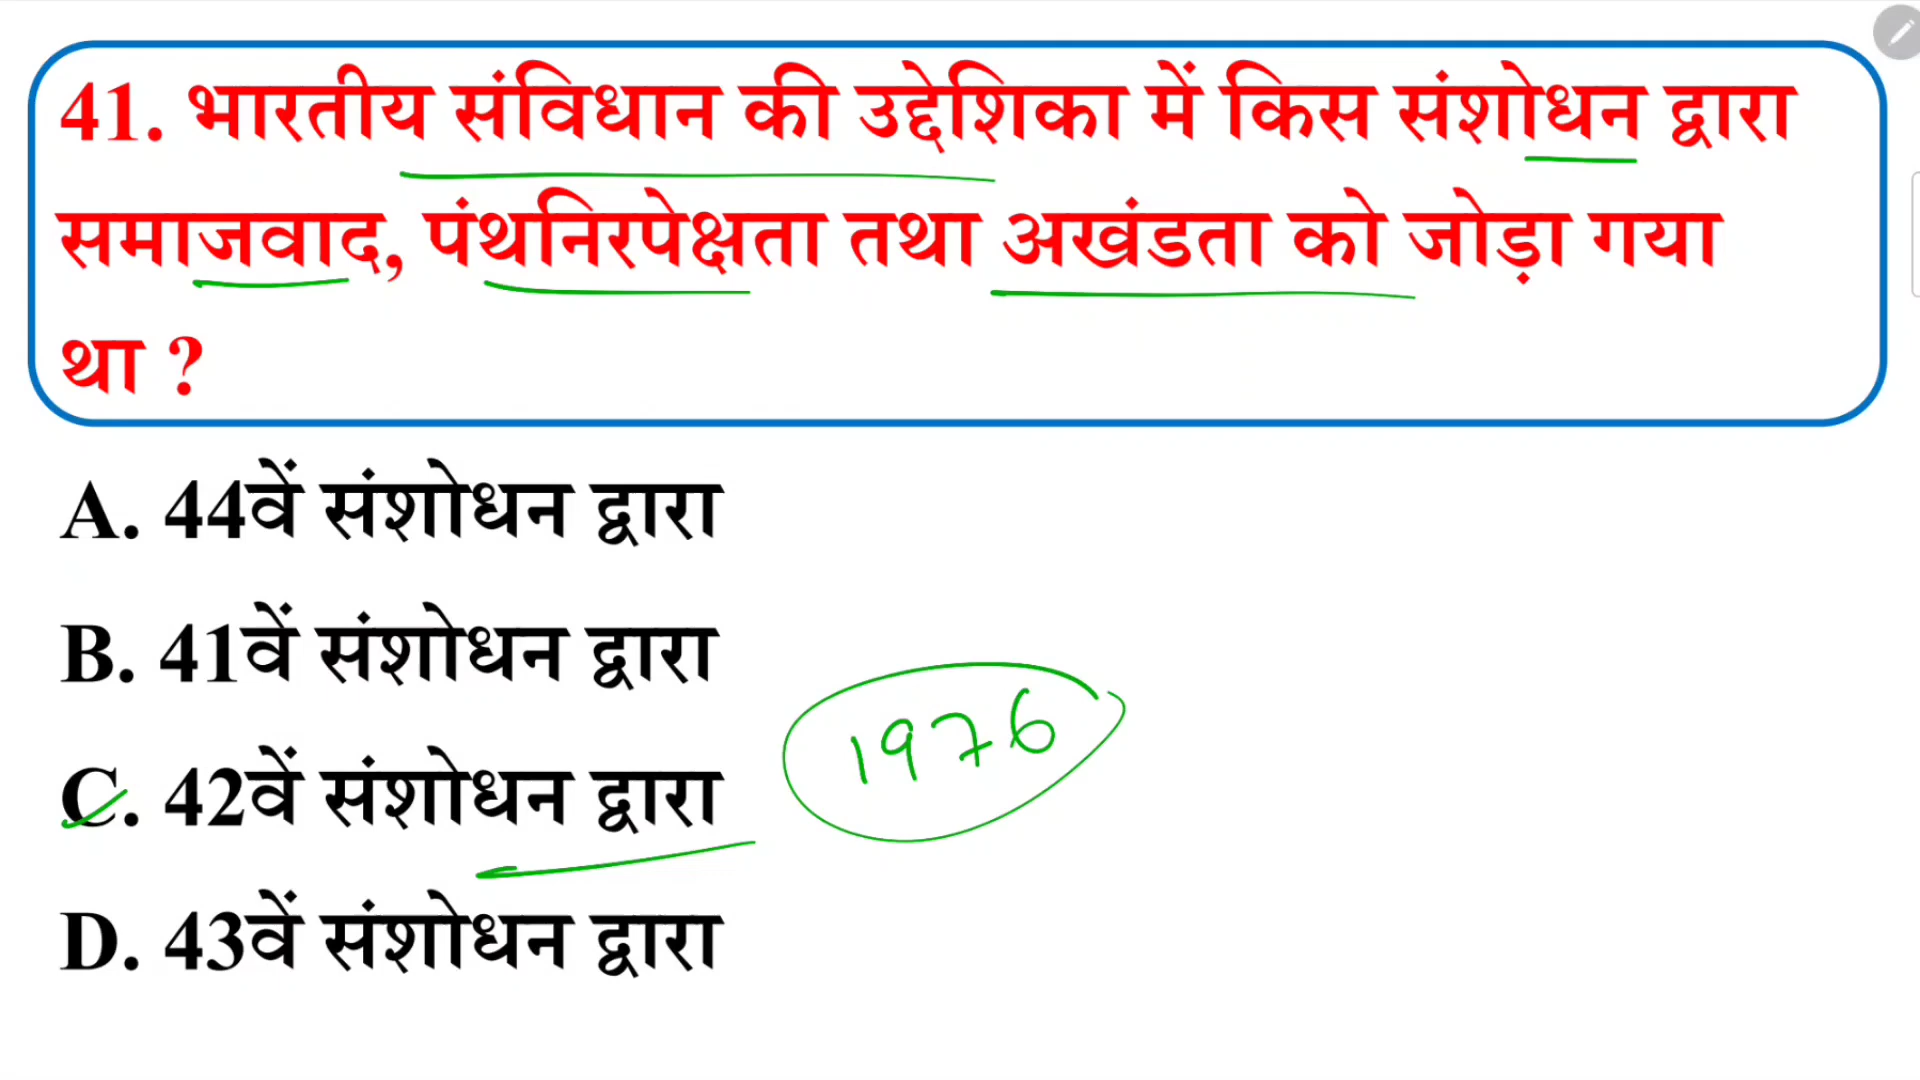 41. भारतीय संविधान की उद्देशिका में किस संशोधन द्वारा
समाजवाद, पंथनिरपेक्षता तथा अखंडता को जोड़ा गया
था ?
A. 44वें संशोधन द्वारा
B. 41वें संशोधन द्वारा
C. 42वें संशोधन द्वारा
1976
D. 43वें संशोधन द्वारा